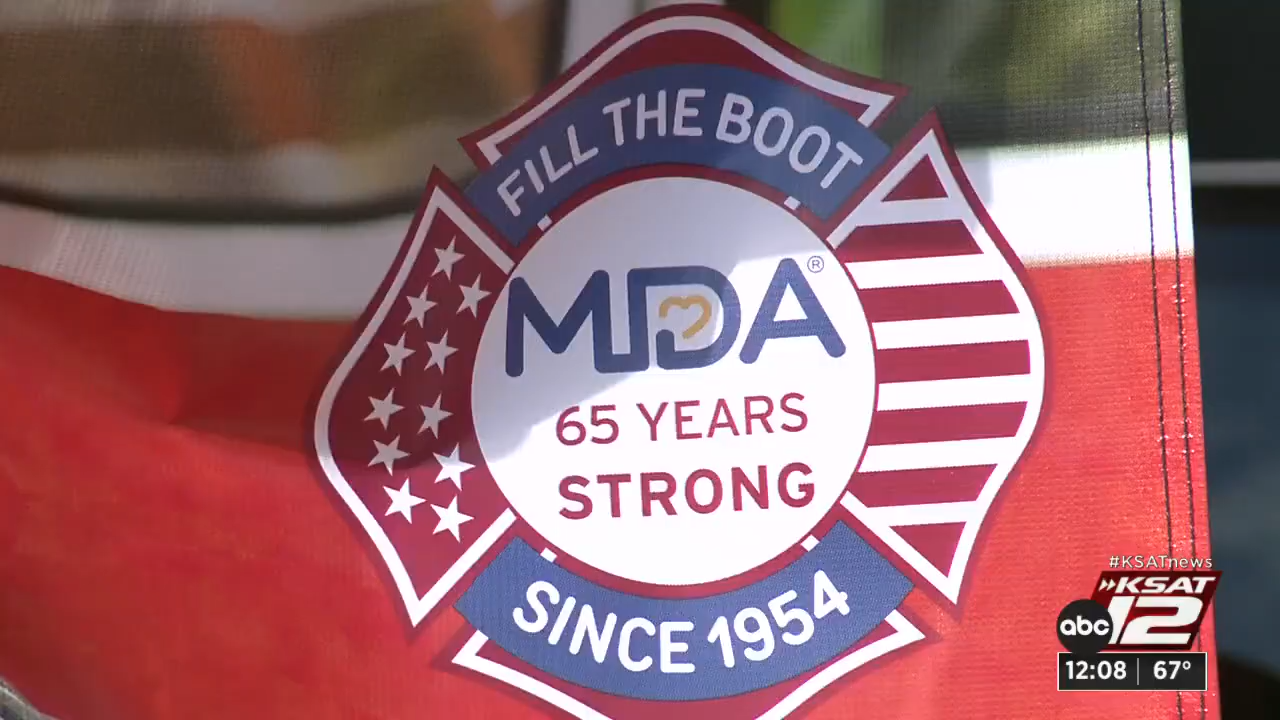 FILL THE BOOT
MDA®
65 YEARS
STRONG
SINCE 1954
#KSATnews
KSAT
abc 12
12:08 67°